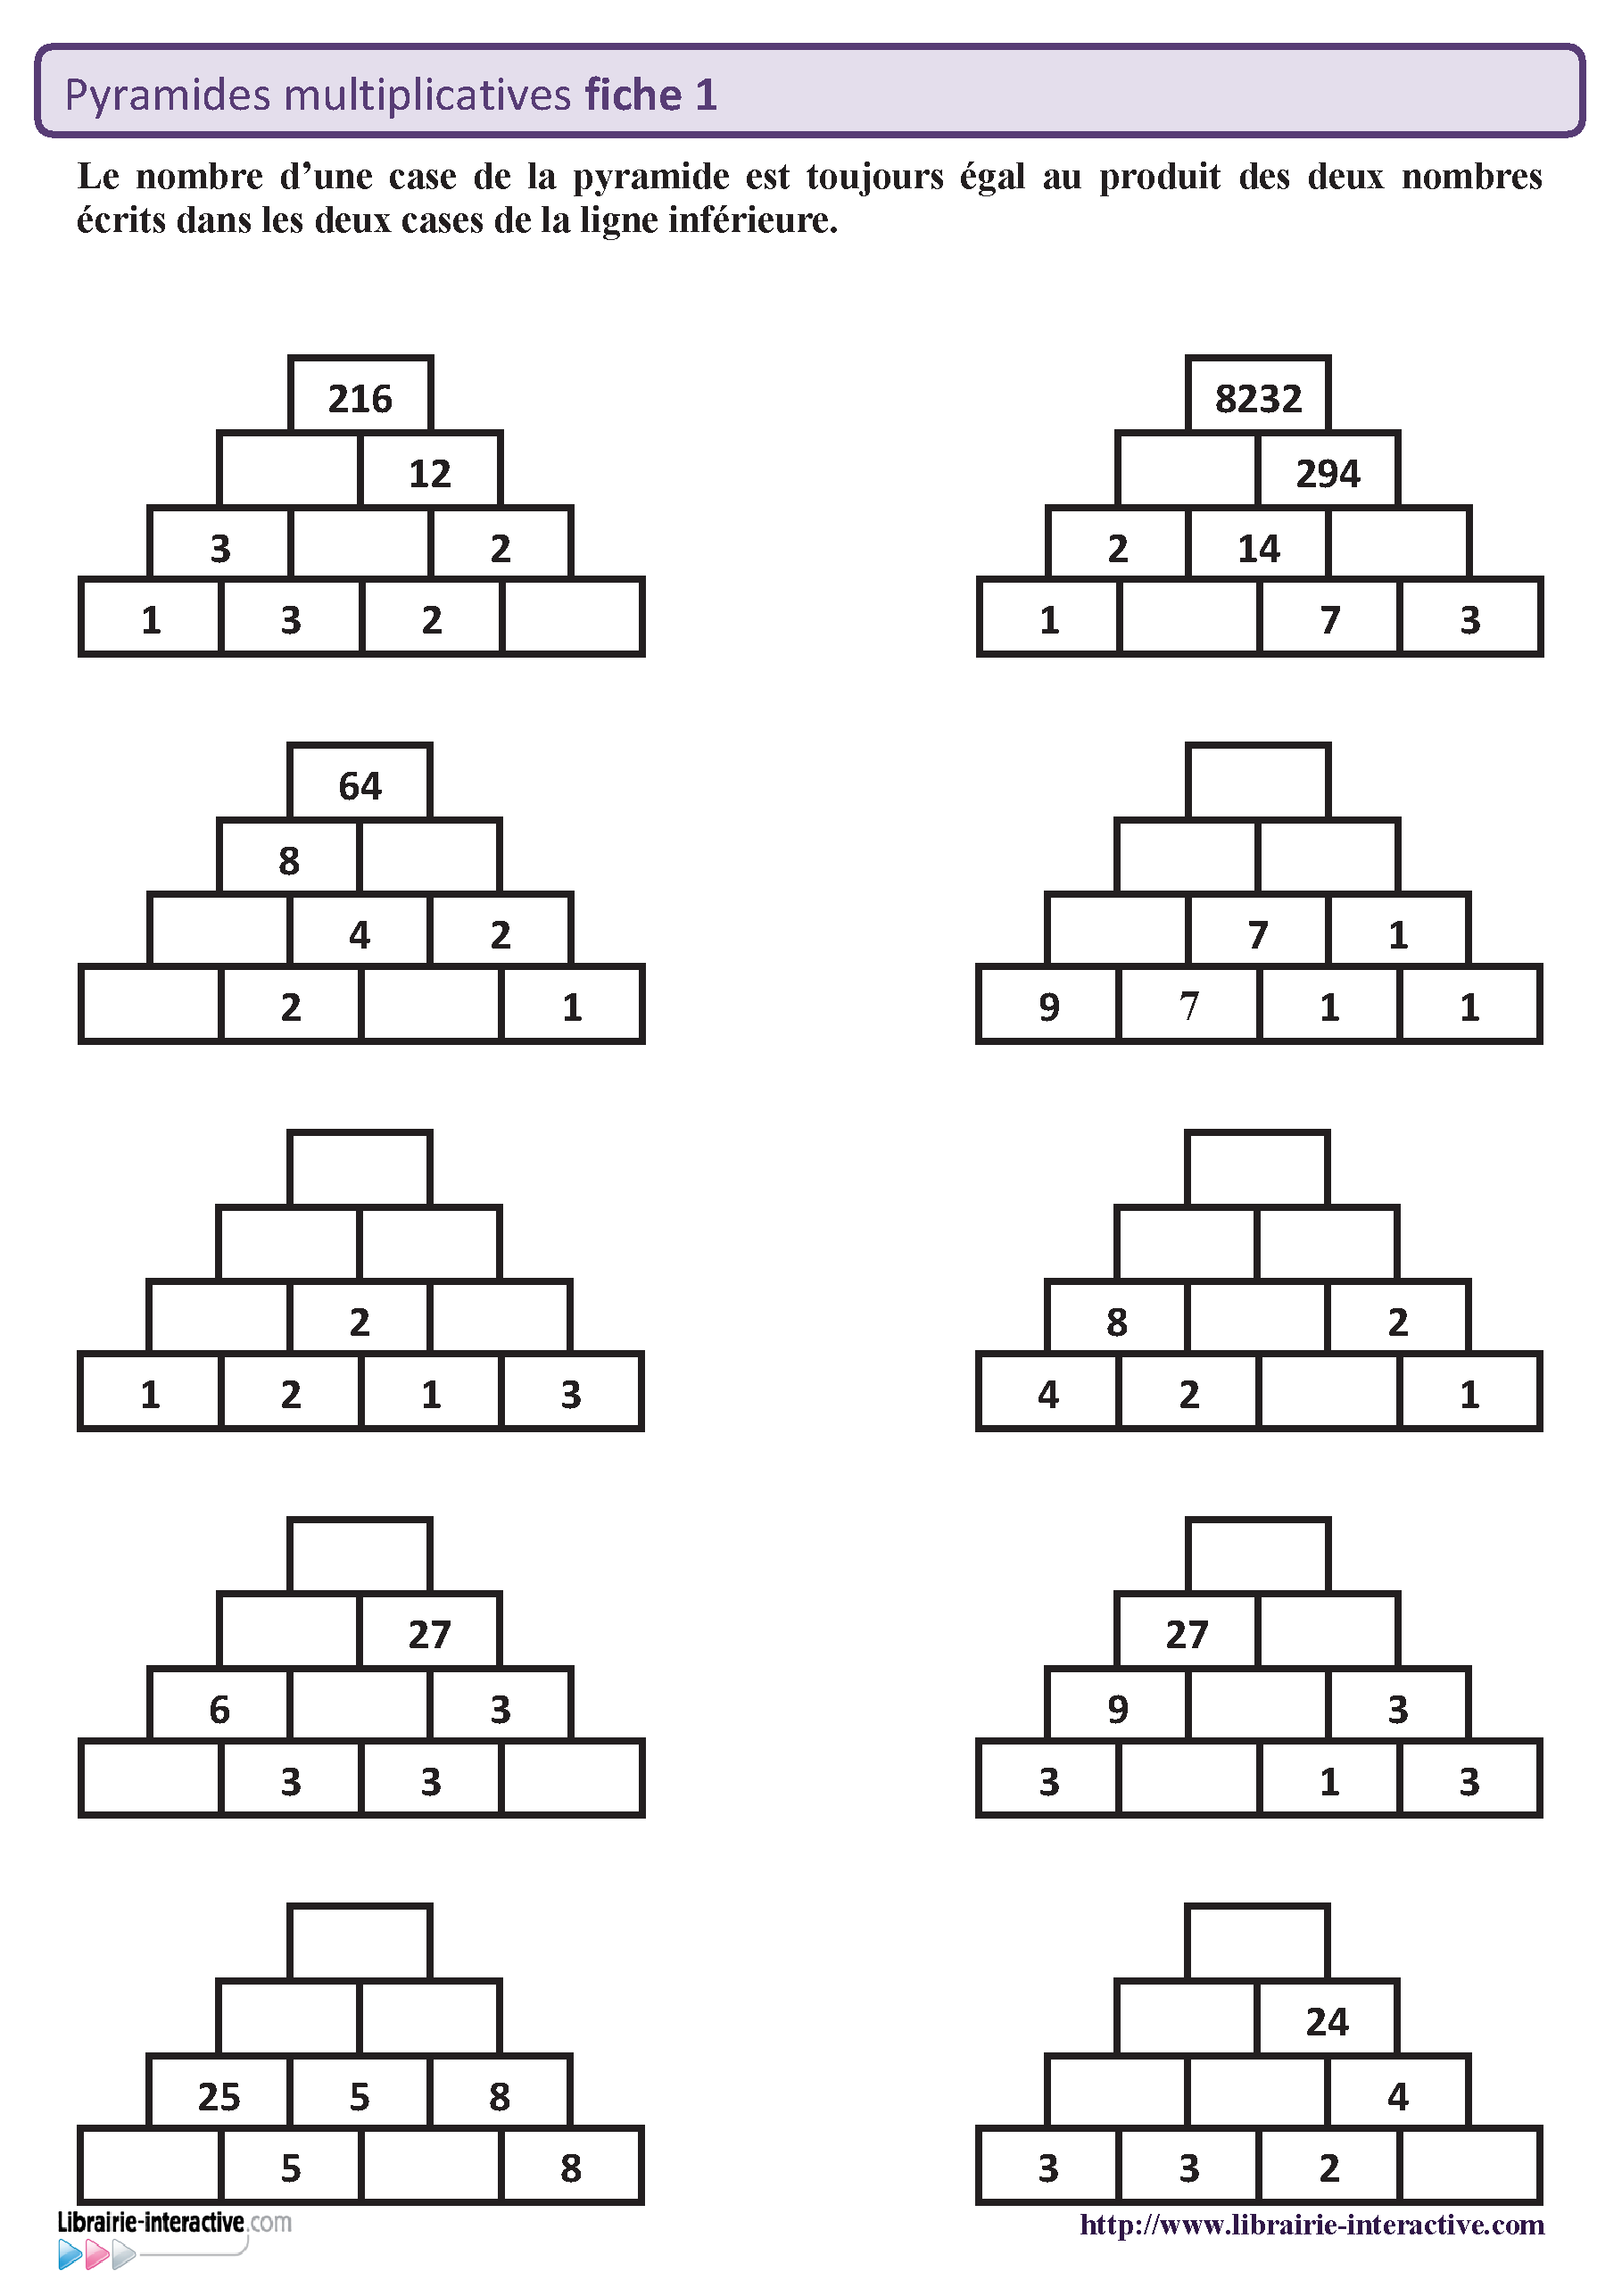 Pyramides multiplicatives fiche 1
Le nombre d’une case de la pyramide est toujours égal au produit des deux nombres
écrits dans les deux cases de la ligne inférieure.
216
12
3 2
1 3 2
8232
294
2 14
1 7 3
64
8
4 2
2 1
7 1
9 7 1 1
2
1 2 1 3
8 2
4 2 1
27
6 3
3 3
27
9 3
3 1 3
25 5 8
5 8
24
4
3 3 2
Librairie-interactive.com
http://www.librairie-interactive.com